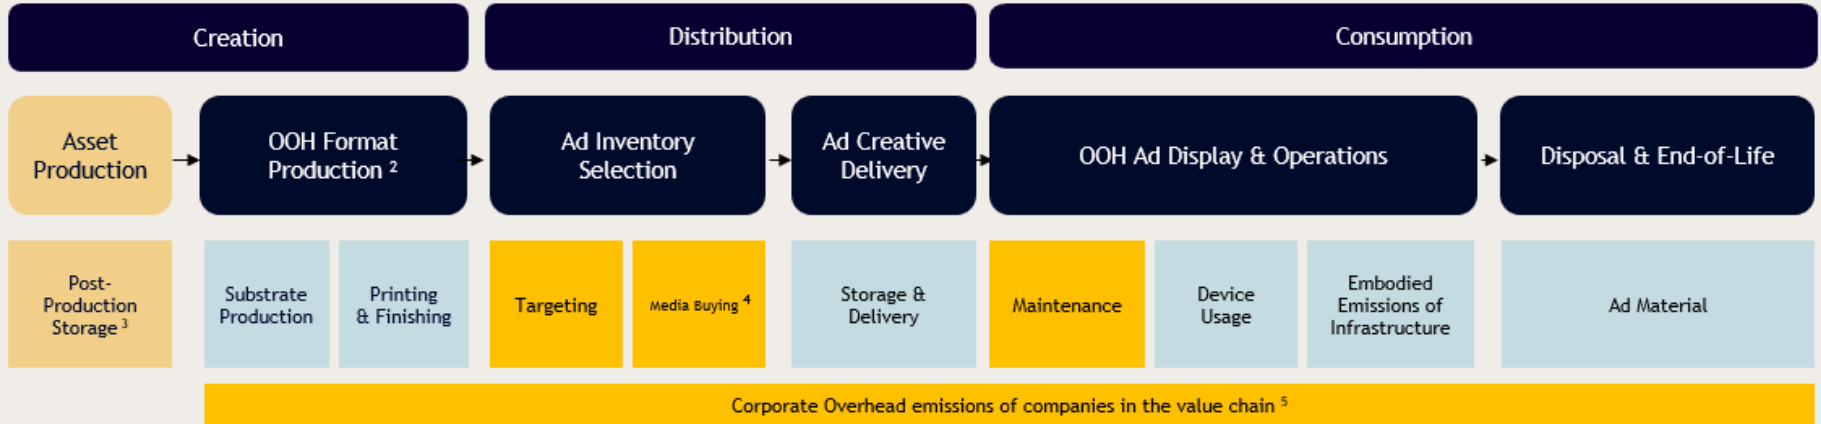 Creation
Distribution
Consumption
Asset
Production
OOH Format
Production ²
Ad Inventory
Selection
Ad Creative
Delivery
OOH Ad Display & Operations
Disposal & End-of-Life
Post-
Production
Storage ³
Substrate
Production
Printing
& Finishing
Targeting
Media Buying ⁴
Storage &
Delivery
Maintenance
Device
Usage
Embodied
Emissions of
Infrastructure
Ad Material
Corporate Overhead emissions of companies in the value chain ⁵